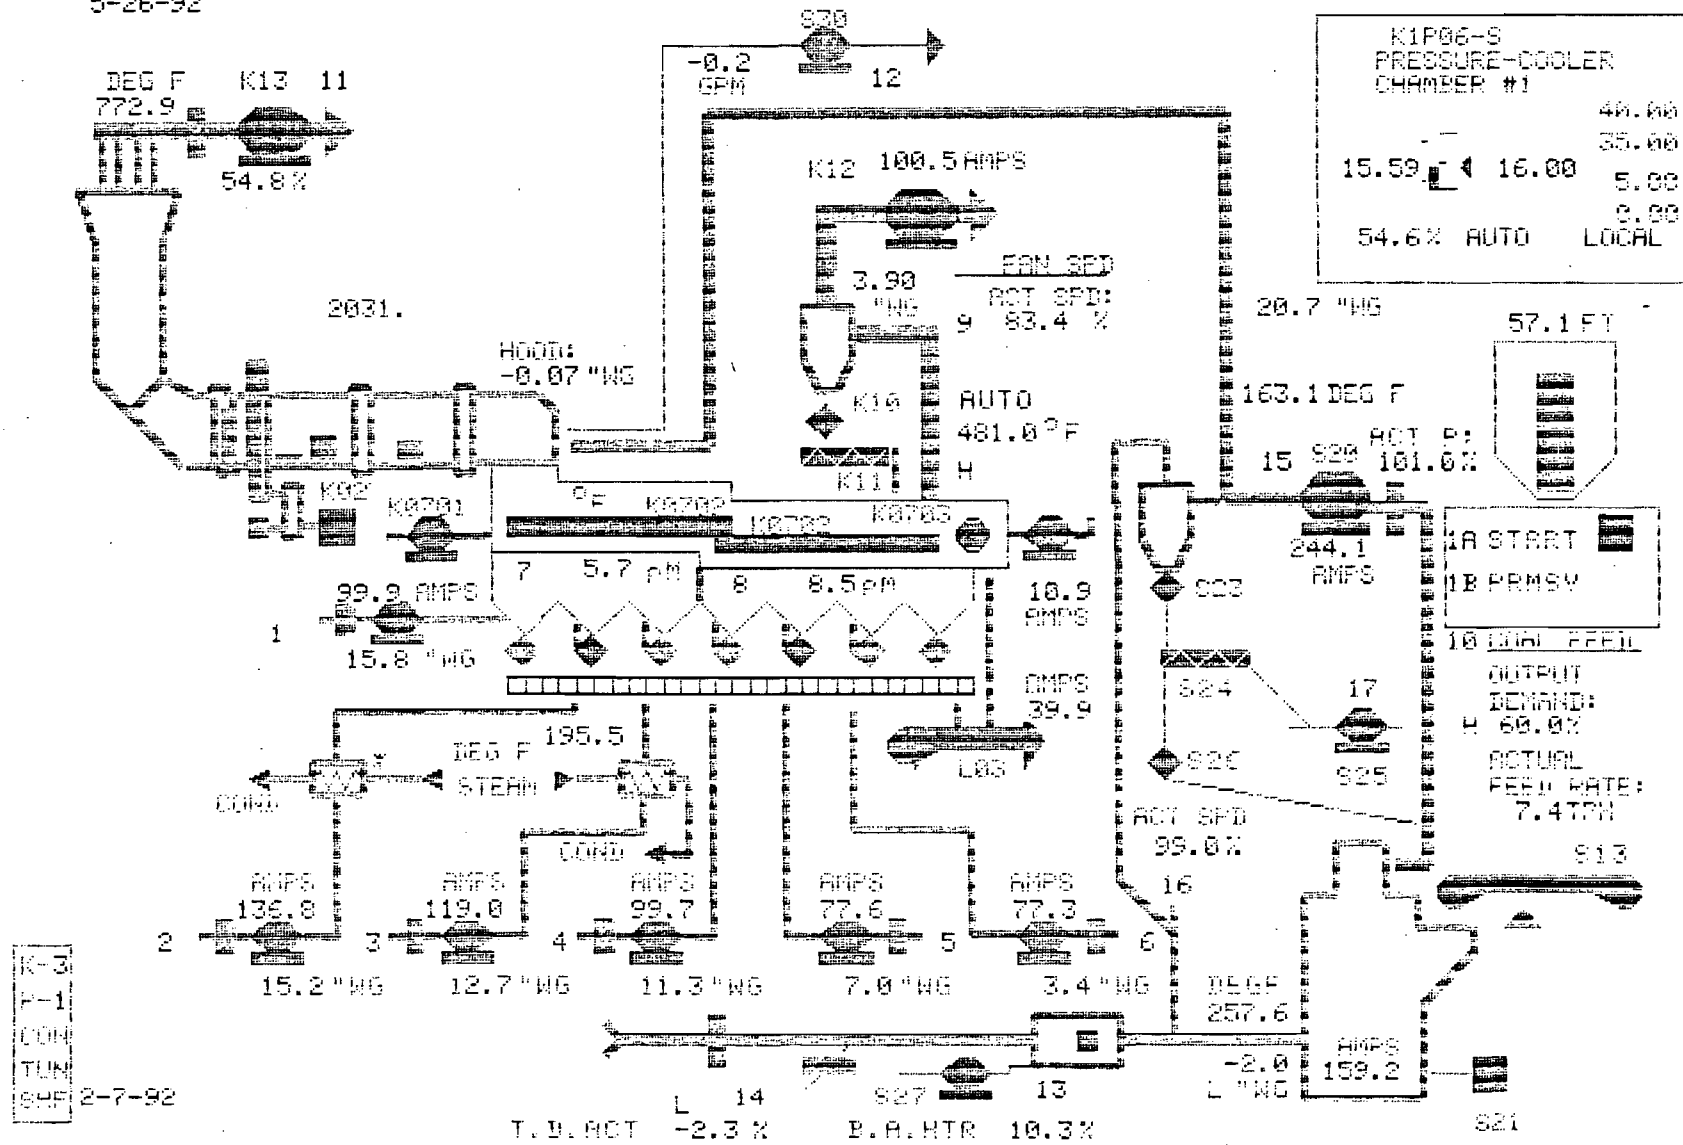 5-26-92
S30
-0.2
GPM
12
DEG F K13 11
772.9
54.8%
K1P06-S
PRESSURE-COOLER
CHAMBER #1
40.00
35.00
15.59 16.00
5.00
0.00
54.6% AUTO LOCAL
K12 100.5 AMPS
3.90
"WG
FAN SPD
ACT SPD:
9 83.4 %
2031.
20.7 "WG
57.1 FT
HOOD:
-0.07 "WG
K10
AUTO
481.0°F
H
K11
163.1 DEG F
ACT P:
101.0%
15 S20
244.1
AMPS
K02
K0701
°F
K0702
K0702
K0703
7 5.7 pM 8 8.5 pM
10.9
AMPS
99.9 AMPS
1
15.8 "WG
1A START
1B PRMSV
10 COAL FEED
OUTPUT
DEMAND:
H 60.0%
ACTUAL
FEED RATE:
7.4TPH
S23
S24
17
S25
S26
AMPS
39.9
L03
195.5
DEG F
STEAM
COND
COND
ACT SPD
99.0%
16
S13
AMPS
136.8
2
15.2 "WG
AMPS
119.0
3
12.7 "WG
AMPS
99.7
4
11.3 "WG
AMPS
77.6
5
7.0 "WG
AMPS
77.3
6
3.4 "WG
DEGF
257.6
-2.0
L "WG
AMPS
159.2
S21
K-3
P-1
CON
TUN
2-7-92
L 14
S27
13
T.D.ACT -2.3 % B.A.HTR 10.3%